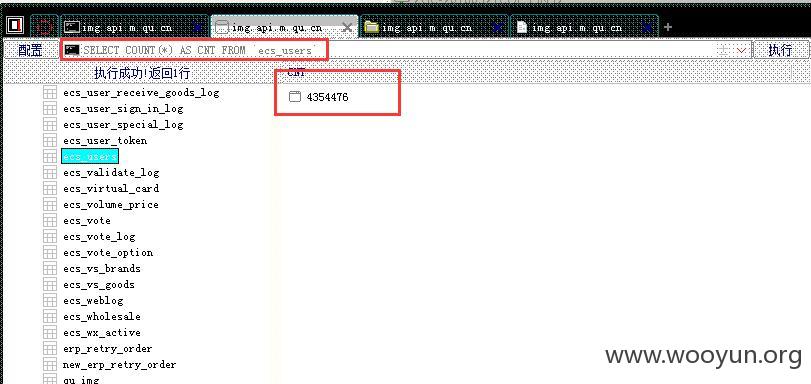 img.api.m.qu.cn
img.api.m.qu.cn
img.api.m.qu.cn
img.api.m.qu.cn
配置
SELECT COUNT(*) AS CNT FROM `ecs_users`
执行
执行成功!返回1行
CNT
4354476
ecs_user_receive_goods_log
ecs_user_sign_in_log
ecs_user_special_log
ecs_user_token
ecs_users
ecs_validate_log
ecs_virtual_card
ecs_volume_price
ecs_vote
ecs_vote_log
ecs_vote_option
ecs_vs_brands
ecs_vs_goods
ecs_weblog
ecs_wholesale
ecs_wx_active
erp_retry_order
new_erp_retry_order
qu_img
www.wooyun.org